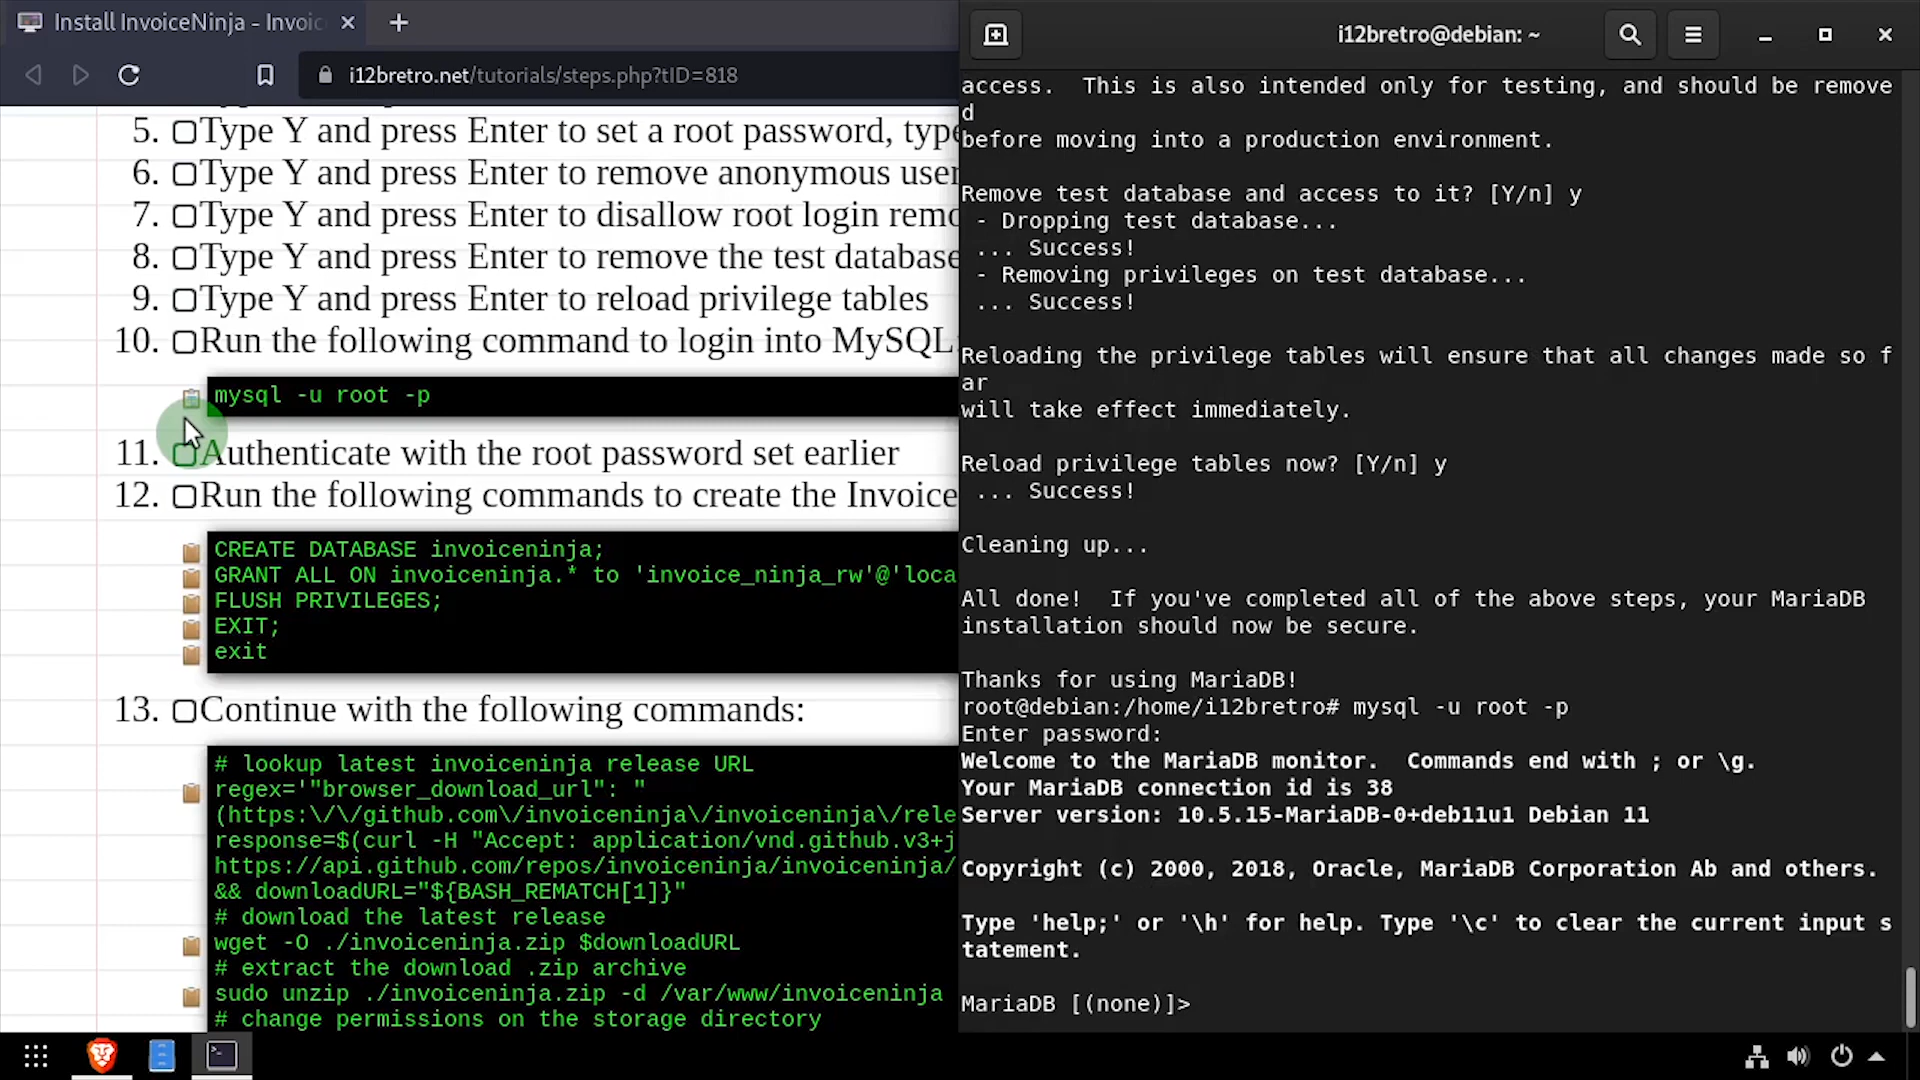 Install InvoiceNinja - Invoic
i12bretro.net/tutorials/steps.php?tID=818
5. Type Y and press Enter to set a root password, type
6. Type Y and press Enter to remove anonymous user
7. Type Y and press Enter to disallow root login remo
8. Type Y and press Enter to remove the test database
9. Type Y and press Enter to reload privilege tables
10. Run the following command to login into MySQL
mysql -u root -p
11. Authenticate with the root password set earlier
12. Run the following commands to create the Invoice
CREATE DATABASE invoiceninja;
GRANT ALL ON invoiceninja.* to 'invoice_ninja_rw'@'loca
FLUSH PRIVILEGES;
EXIT;
exit
13. Continue with the following commands:
# lookup latest invoiceninja release URL
regex='"browser_download_url": "
(https:\/\/github.com\/invoiceninja\/invoiceninja\/rele
response=$(curl -H "Accept: application/vnd.github.v3+j
https://api.github.com/repos/invoiceninja/invoiceninja/
&& downloadURL="${BASH_REMATCH[1]}"
# download the latest release
wget -O ./invoiceninja.zip $downloadURL
# extract the download .zip archive
sudo unzip ./invoiceninja.zip -d /var/www/invoiceninja
# change permissions on the storage directory
i12bretro@debian: ~
access.  This is also intended only for testing, and should be remove
d
before moving into a production environment.
Remove test database and access to it? [Y/n] y
- Dropping test database...
... Success!
- Removing privileges on test database...
... Success!
Reloading the privilege tables will ensure that all changes made so f
ar
will take effect immediately.
Reload privilege tables now? [Y/n] y
... Success!
Cleaning up...
All done!  If you've completed all of the above steps, your MariaDB
installation should now be secure.
Thanks for using MariaDB!
root@debian:/home/i12bretro# mysql -u root -p
Enter password:
Welcome to the MariaDB monitor.  Commands end with ; or \g.
Your MariaDB connection id is 38
Server version: 10.5.15-MariaDB-0+deb11u1 Debian 11
Copyright (c) 2000, 2018, Oracle, MariaDB Corporation Ab and others.
Type 'help;' or '\h' for help. Type '\c' to clear the current input s
tatement.
MariaDB [(none)]>